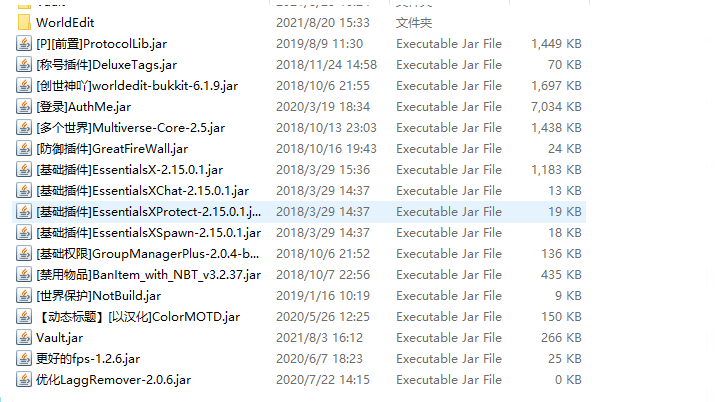 WorldEdit 2021/8/20 15:33 文件夹
[P][前置]ProtocolLib.jar 2019/8/9 11:30 Executable Jar File 1,449 KB
[称号插件]DeluxeTags.jar 2018/11/24 14:58 Executable Jar File 70 KB
[创世神吖]worldedit-bukkit-6.1.9.jar 2018/10/6 21:55 Executable Jar File 1,697 KB
[登录]AuthMe.jar 2020/3/19 18:34 Executable Jar File 7,034 KB
[多个世界]Multiverse-Core-2.5.jar 2018/10/13 23:03 Executable Jar File 1,438 KB
[防御插件]GreatFireWall.jar 2018/10/16 19:43 Executable Jar File 24 KB
[基础插件]EssentialsX-2.15.0.1.jar 2018/3/29 15:36 Executable Jar File 1,183 KB
[基础插件]EssentialsXChat-2.15.0.1.jar 2018/3/29 14:37 Executable Jar File 13 KB
[基础插件]EssentialsXProtect-2.15.0.1.j... 2018/3/29 14:37 Executable Jar File 19 KB
[基础插件]EssentialsXSpawn-2.15.0.1.jar 2018/3/29 14:37 Executable Jar File 18 KB
[基础权限]GroupManagerPlus-2.0.4-b... 2018/10/6 21:52 Executable Jar File 136 KB
[禁用物品]BanItem_with_NBT_v3.2.37.jar 2018/10/7 22:56 Executable Jar File 435 KB
[世界保护]NotBuild.jar 2019/1/16 10:19 Executable Jar File 9 KB
【动态标题】[以汉化]ColorMOTD.jar 2020/5/26 12:25 Executable Jar File 150 KB
Vault.jar 2021/8/3 16:12 Executable Jar File 266 KB
更好的fps-1.2.6.jar 2020/6/7 18:23 Executable Jar File 25 KB
优化LaggRemover-2.0.6.jar 2020/7/22 14:15 Executable Jar File 0 KB